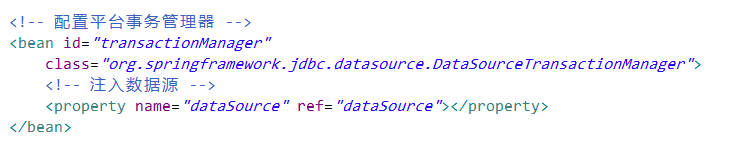 <!-- 配置平台事务管理器 -->
<bean id="transactionManager"
    class="org.springframework.jdbc.datasource.DataSourceTransactionManager">
    <!-- 注入数据源 -->
    <property name="dataSource" ref="dataSource"></property>
</bean>